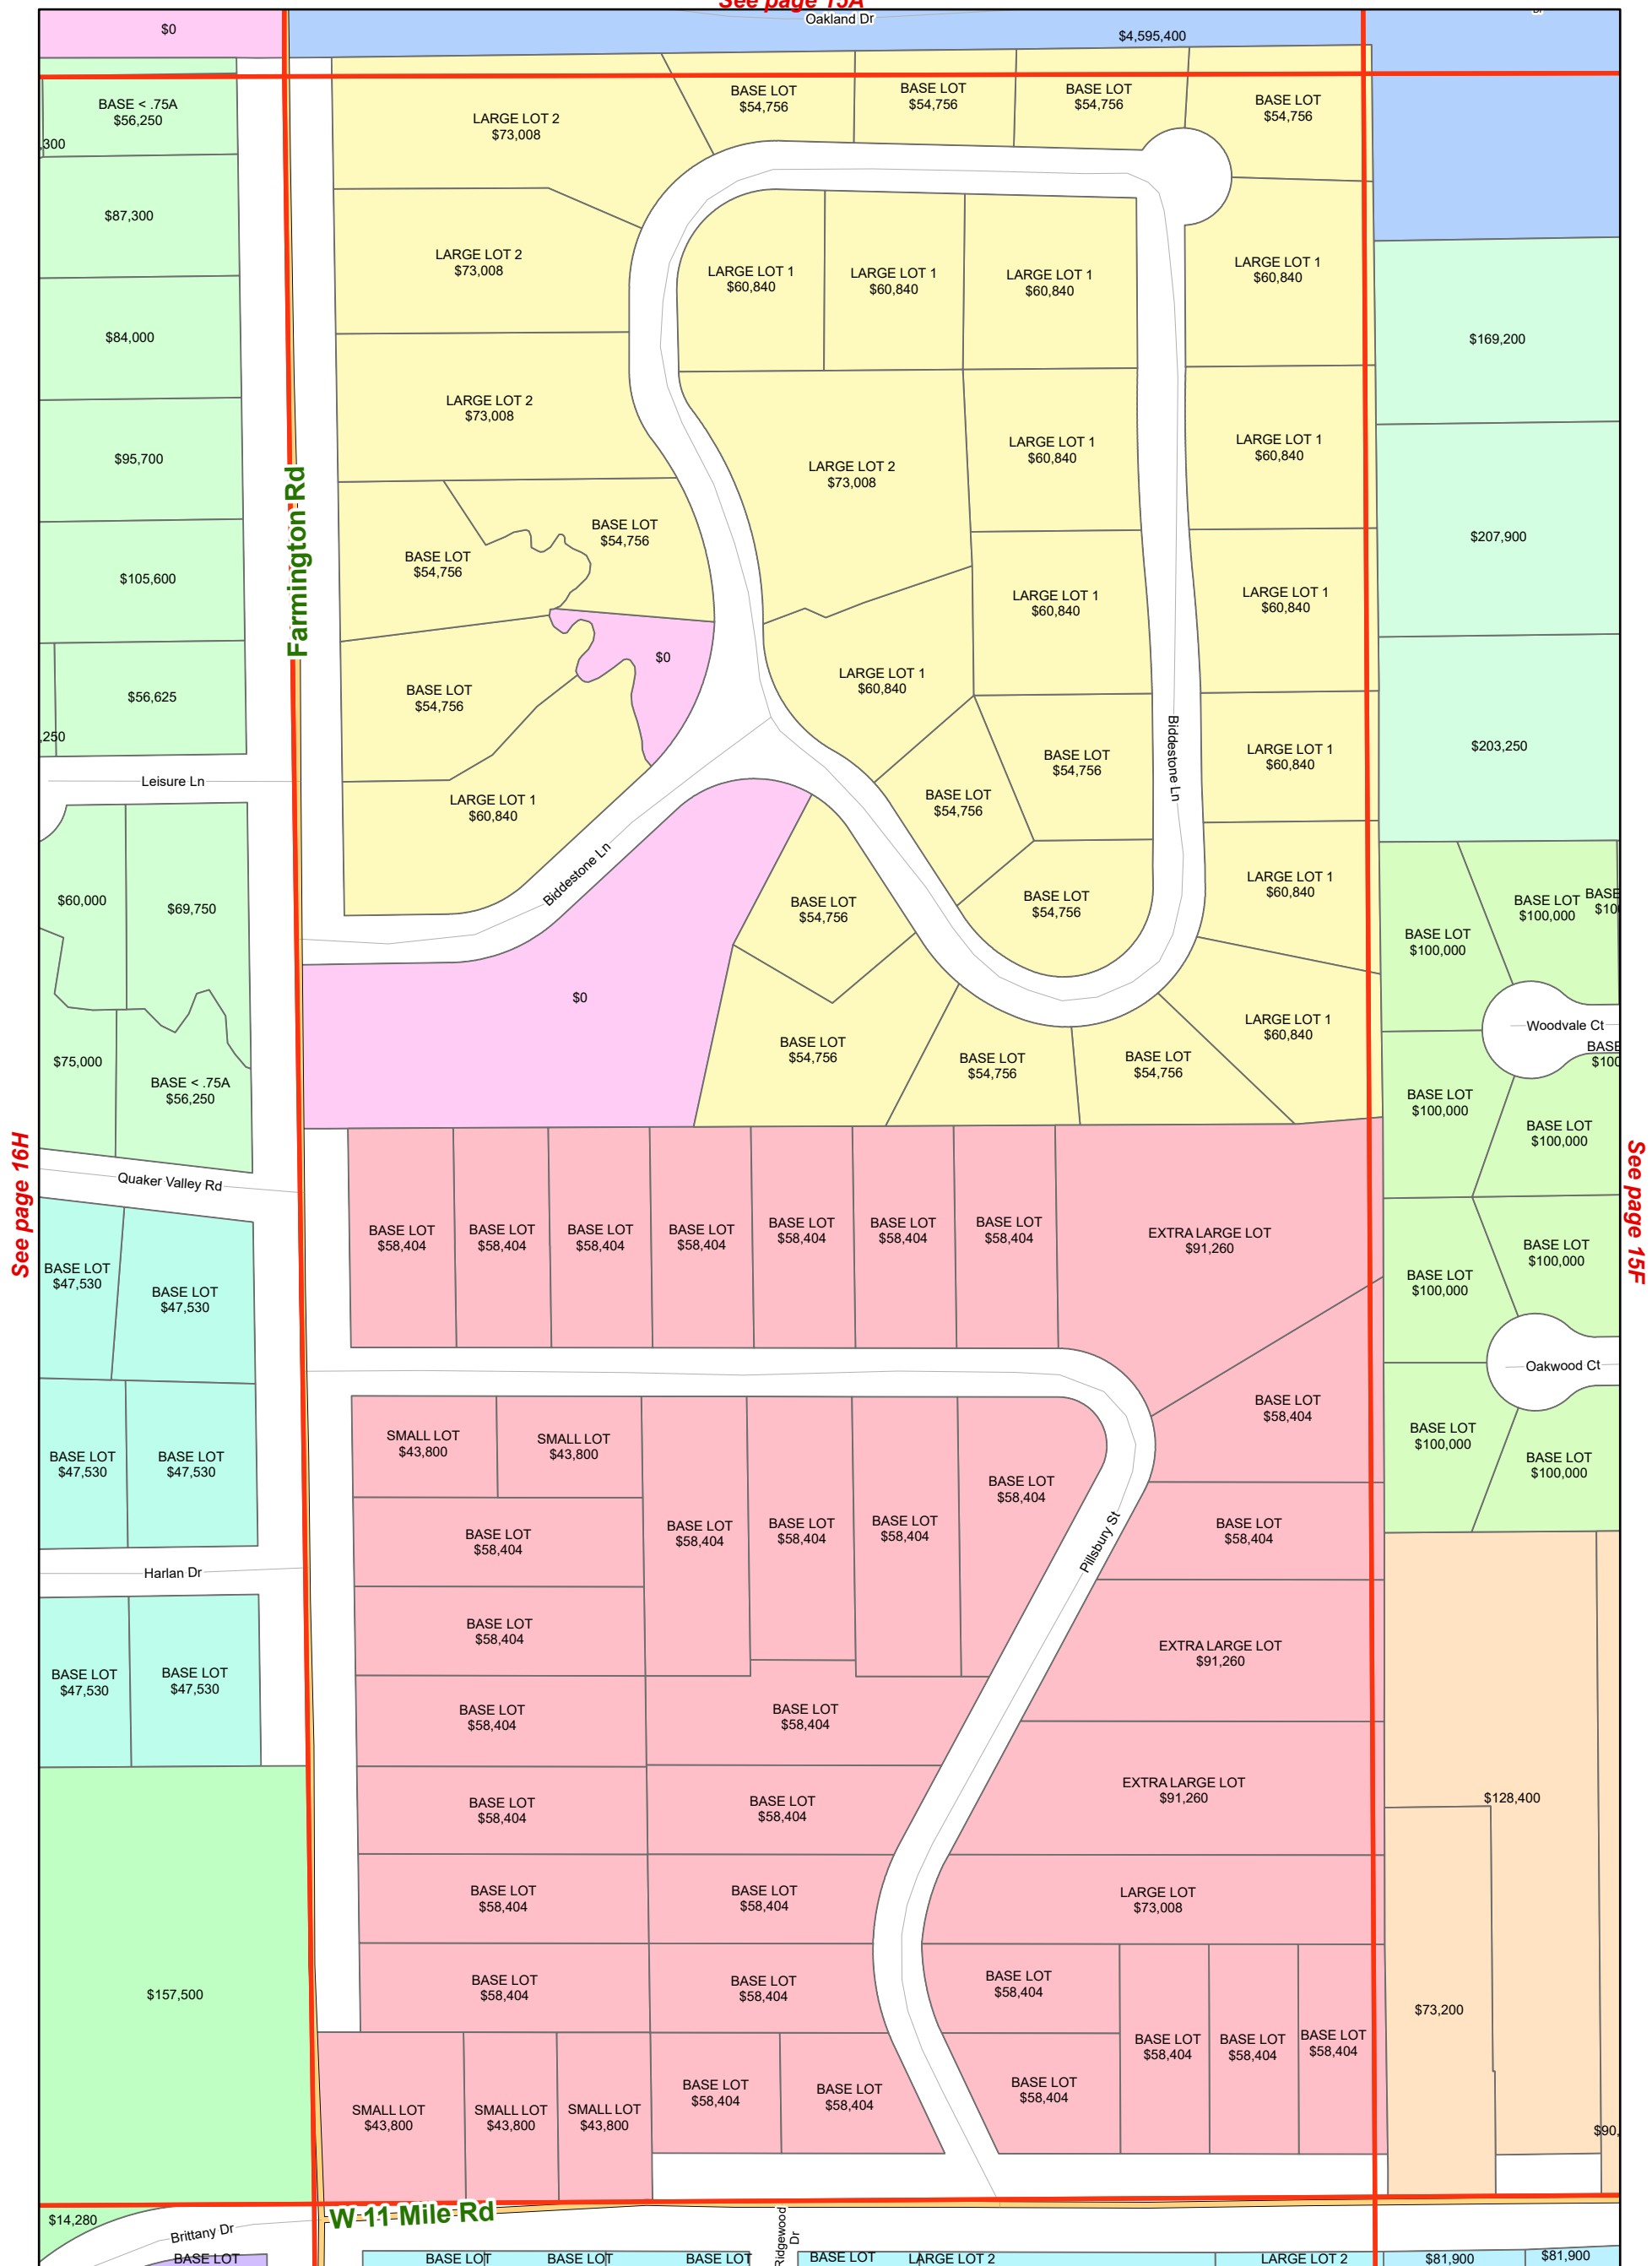 See page 15A
Oakland Dr
$0
$4,595,400
BASE < .75A
$56,250
,300
$87,300
$84,000
$95,700
$105,600
$56,625
,250
Leisure Ln
$60,000
$69,750
$75,000
BASE < .75A
$56,250
Quaker Valley Rd
See page 16H
BASE LOT
$47,530
BASE LOT
$47,530
BASE LOT
$47,530
BASE LOT
$47,530
Harlan Dr
BASE LOT
$47,530
BASE LOT
$47,530
$157,500
$14,280
Brittany Dr
BASE LOT
Farmington Rd
LARGE LOT 2
$73,008
BASE LOT
$54,756
BASE LOT
$54,756
BASE LOT
$54,756
BASE LOT
$54,756
LARGE LOT 2
$73,008
LARGE LOT 1
$60,840
LARGE LOT 1
$60,840
LARGE LOT 1
$60,840
LARGE LOT 1
$60,840
LARGE LOT 2
$73,008
LARGE LOT 2
$73,008
LARGE LOT 1
$60,840
LARGE LOT 1
$60,840
BASE LOT
$54,756
BASE LOT
$54,756
LARGE LOT 1
$60,840
LARGE LOT 1
$60,840
$0
BASE LOT
$54,756
LARGE LOT 1
$60,840
LARGE LOT 1
$60,840
BASE LOT
$54,756
BASE LOT
$54,756
LARGE LOT 1
$60,840
Biddestone Ln
Biddestone Ln
LARGE LOT 1
$60,840
BASE LOT
$54,756
BASE LOT
$54,756
$0
BASE LOT
$54,756
BASE LOT
$54,756
BASE LOT
$54,756
LARGE LOT 1
$60,840
$169,200
$207,900
$203,250
BASE LOT
$100,000
BASE LOT
$100,000
BASE
$10
Woodvale Ct
BASE
$100
BASE LOT
$100,000
BASE LOT
$100,000
See page 15F
BASE LOT
$100,000
BASE LOT
$100,000
Oakwood Ct
BASE LOT
$100,000
BASE LOT
$100,000
BASE LOT
$58,404
BASE LOT
$58,404
BASE LOT
$58,404
BASE LOT
$58,404
BASE LOT
$58,404
BASE LOT
$58,404
BASE LOT
$58,404
EXTRA LARGE LOT
$91,260
BASE LOT
$58,404
SMALL LOT
$43,800
SMALL LOT
$43,800
BASE LOT
$58,404
BASE LOT
$58,404
BASE LOT
$58,404
BASE LOT
$58,404
BASE LOT
$58,404
Pillsbury St
BASE LOT
$58,404
BASE LOT
$58,404
EXTRA LARGE LOT
$91,260
BASE LOT
$58,404
BASE LOT
$58,404
EXTRA LARGE LOT
$91,260
BASE LOT
$58,404
BASE LOT
$58,404
BASE LOT
$58,404
BASE LOT
$58,404
LARGE LOT
$73,008
BASE LOT
$58,404
BASE LOT
$58,404
BASE LOT
$58,404
BASE LOT
$58,404
BASE LOT
$58,404
BASE LOT
$58,404
SMALL LOT
$43,800
SMALL LOT
$43,800
SMALL LOT
$43,800
BASE LOT
$58,404
BASE LOT
$58,404
BASE LOT
$58,404
$128,400
$73,200
$90,
W 11 Mile Rd
Ridgewood
Dr
BASE LOT
BASE LOT
BASE LOT
BASE LOT
LARGE LOT 2
LARGE LOT 2
$81,900
$81,900